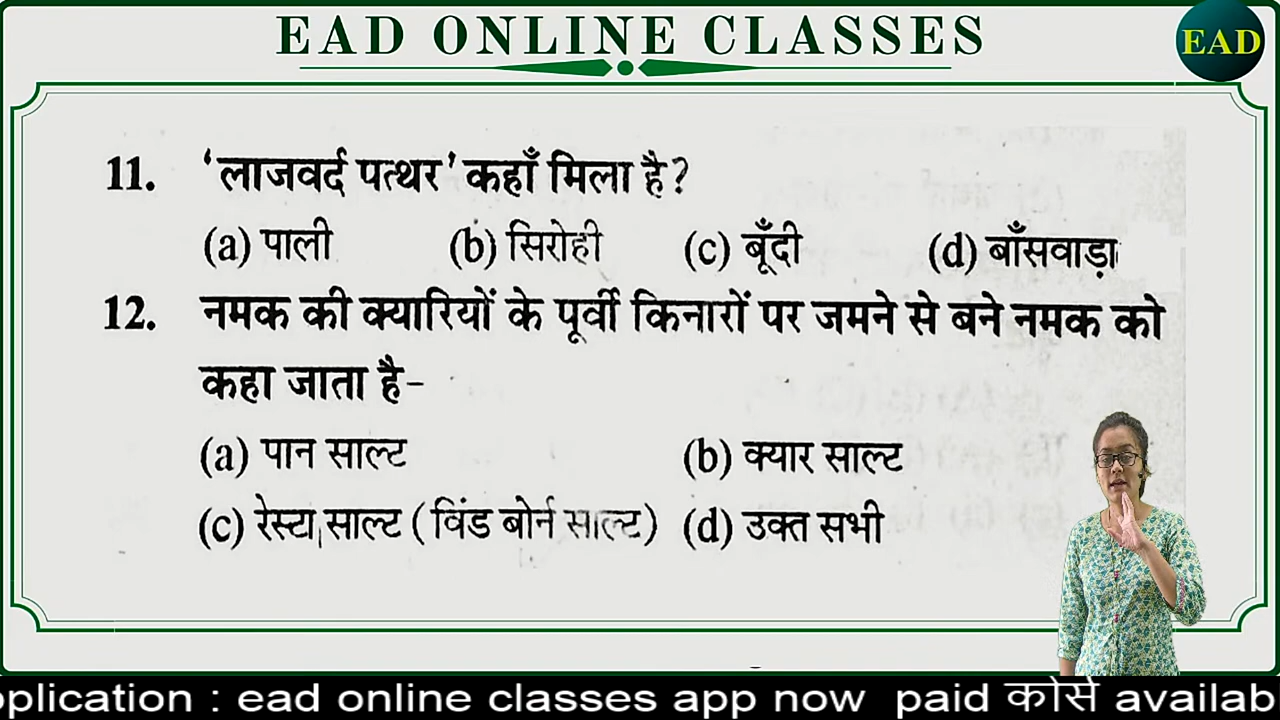 EAD ONLINE CLASSES
EAD
11. 'लाजवर्द पत्थर' कहाँ मिला है?
(a) पाली (b) सिरोही (c) बूँदी (d) बाँसवाड़ा
12. नमक की क्यारियों के पूर्वी किनारों पर जमने से बने नमक को
कहा जाता है-
(a) पान साल्ट (b) क्यार साल्ट
(c) रेस्टा साल्ट (विंड बोर्न साल्ट) (d) उक्त सभी
pplication : ead online classes app now paid कोर्स availab